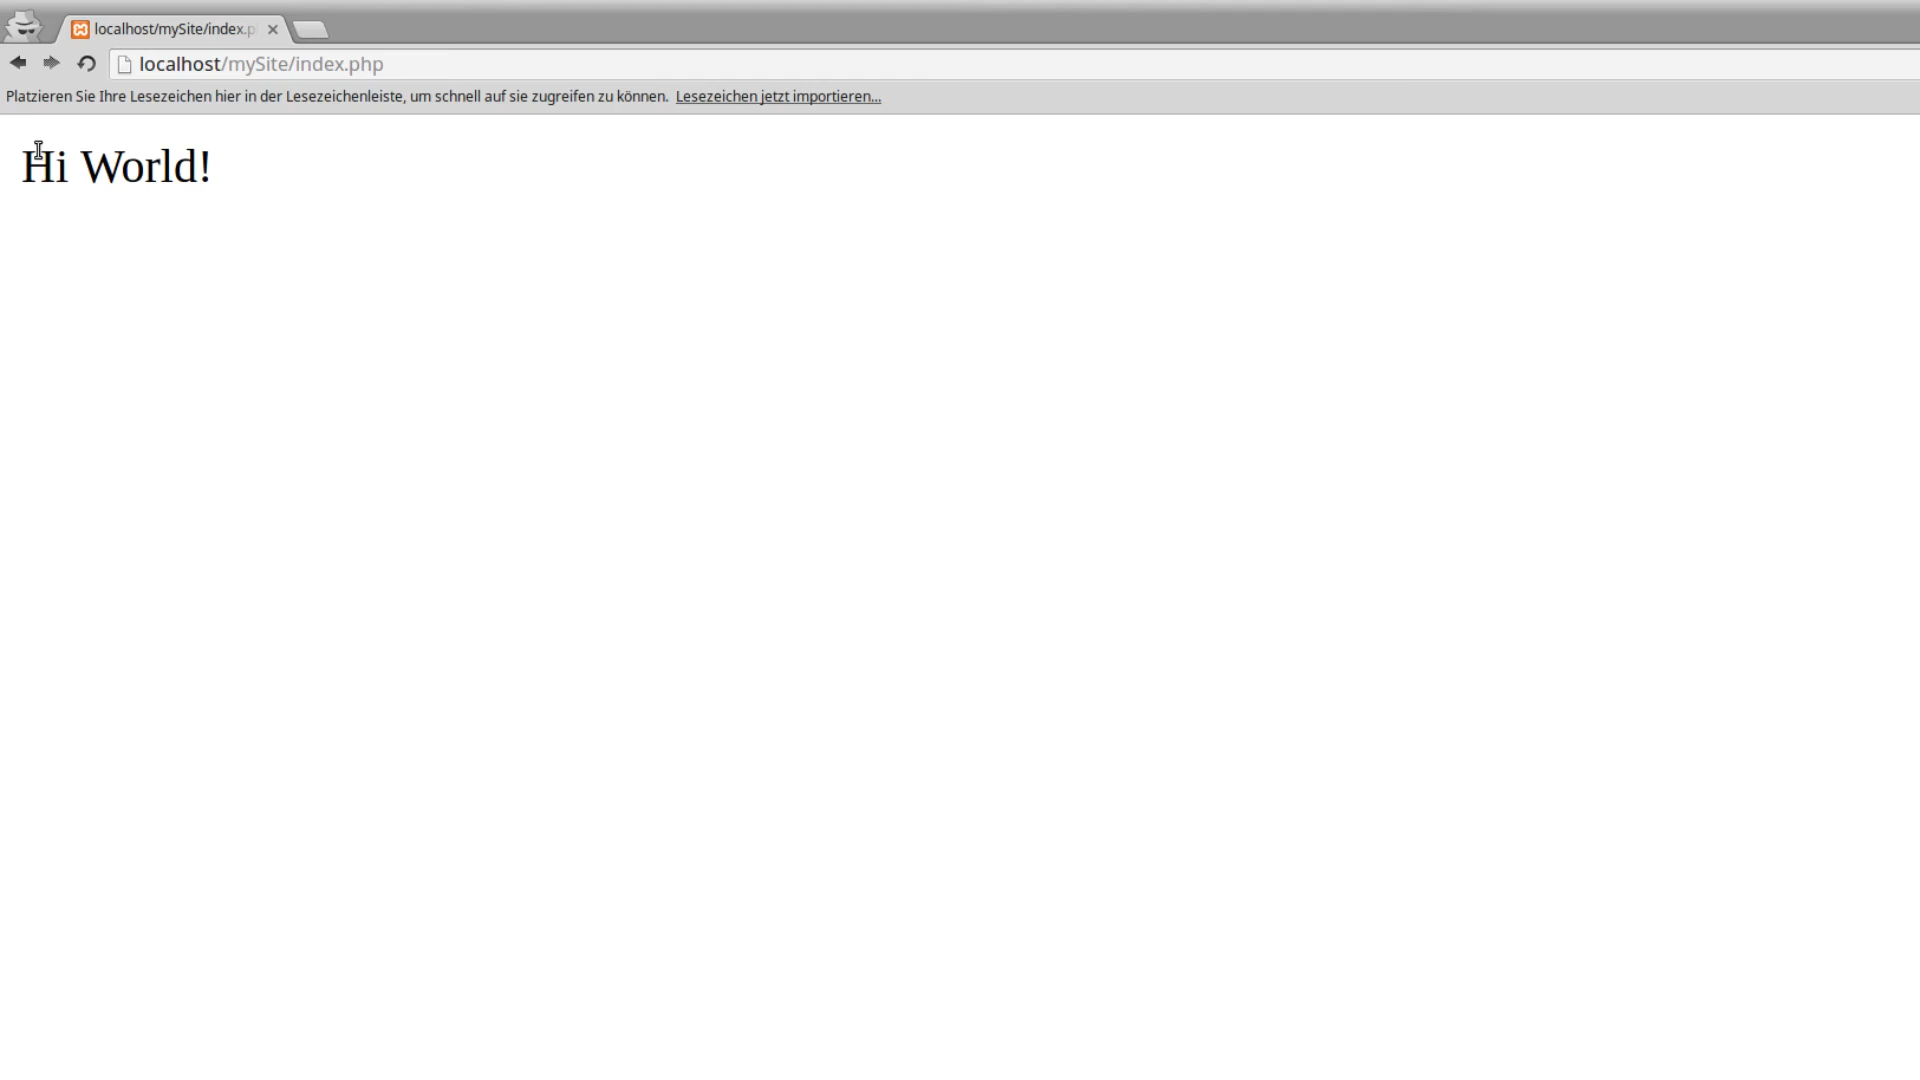 localhost/mySite/index.p
localhost/mySite/index.php
Platzieren Sie Ihre Lesezeichen hier in der Lesezeichenleiste, um schnell auf sie zugreifen zu können. Lesezeichen jetzt importieren...
Hi World!